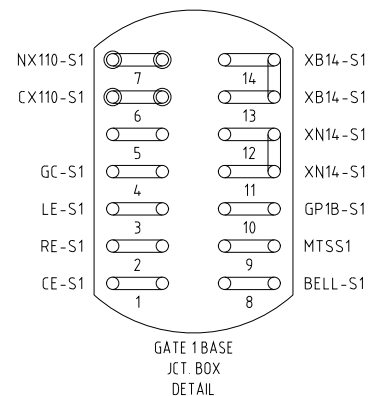 NX110-S1 7 14 XB14-S1
CX110-S1 6 13 XB14-S1
5 12 XN14-S1
GC-S1 4 11 XN14-S1
LE-S1 3 10 GP1B-S1
RE-S1 2 9 MTSS1
CE-S1 1 8 BELL-S1
GATE 1 BASE
JCT. BOX
DETAIL